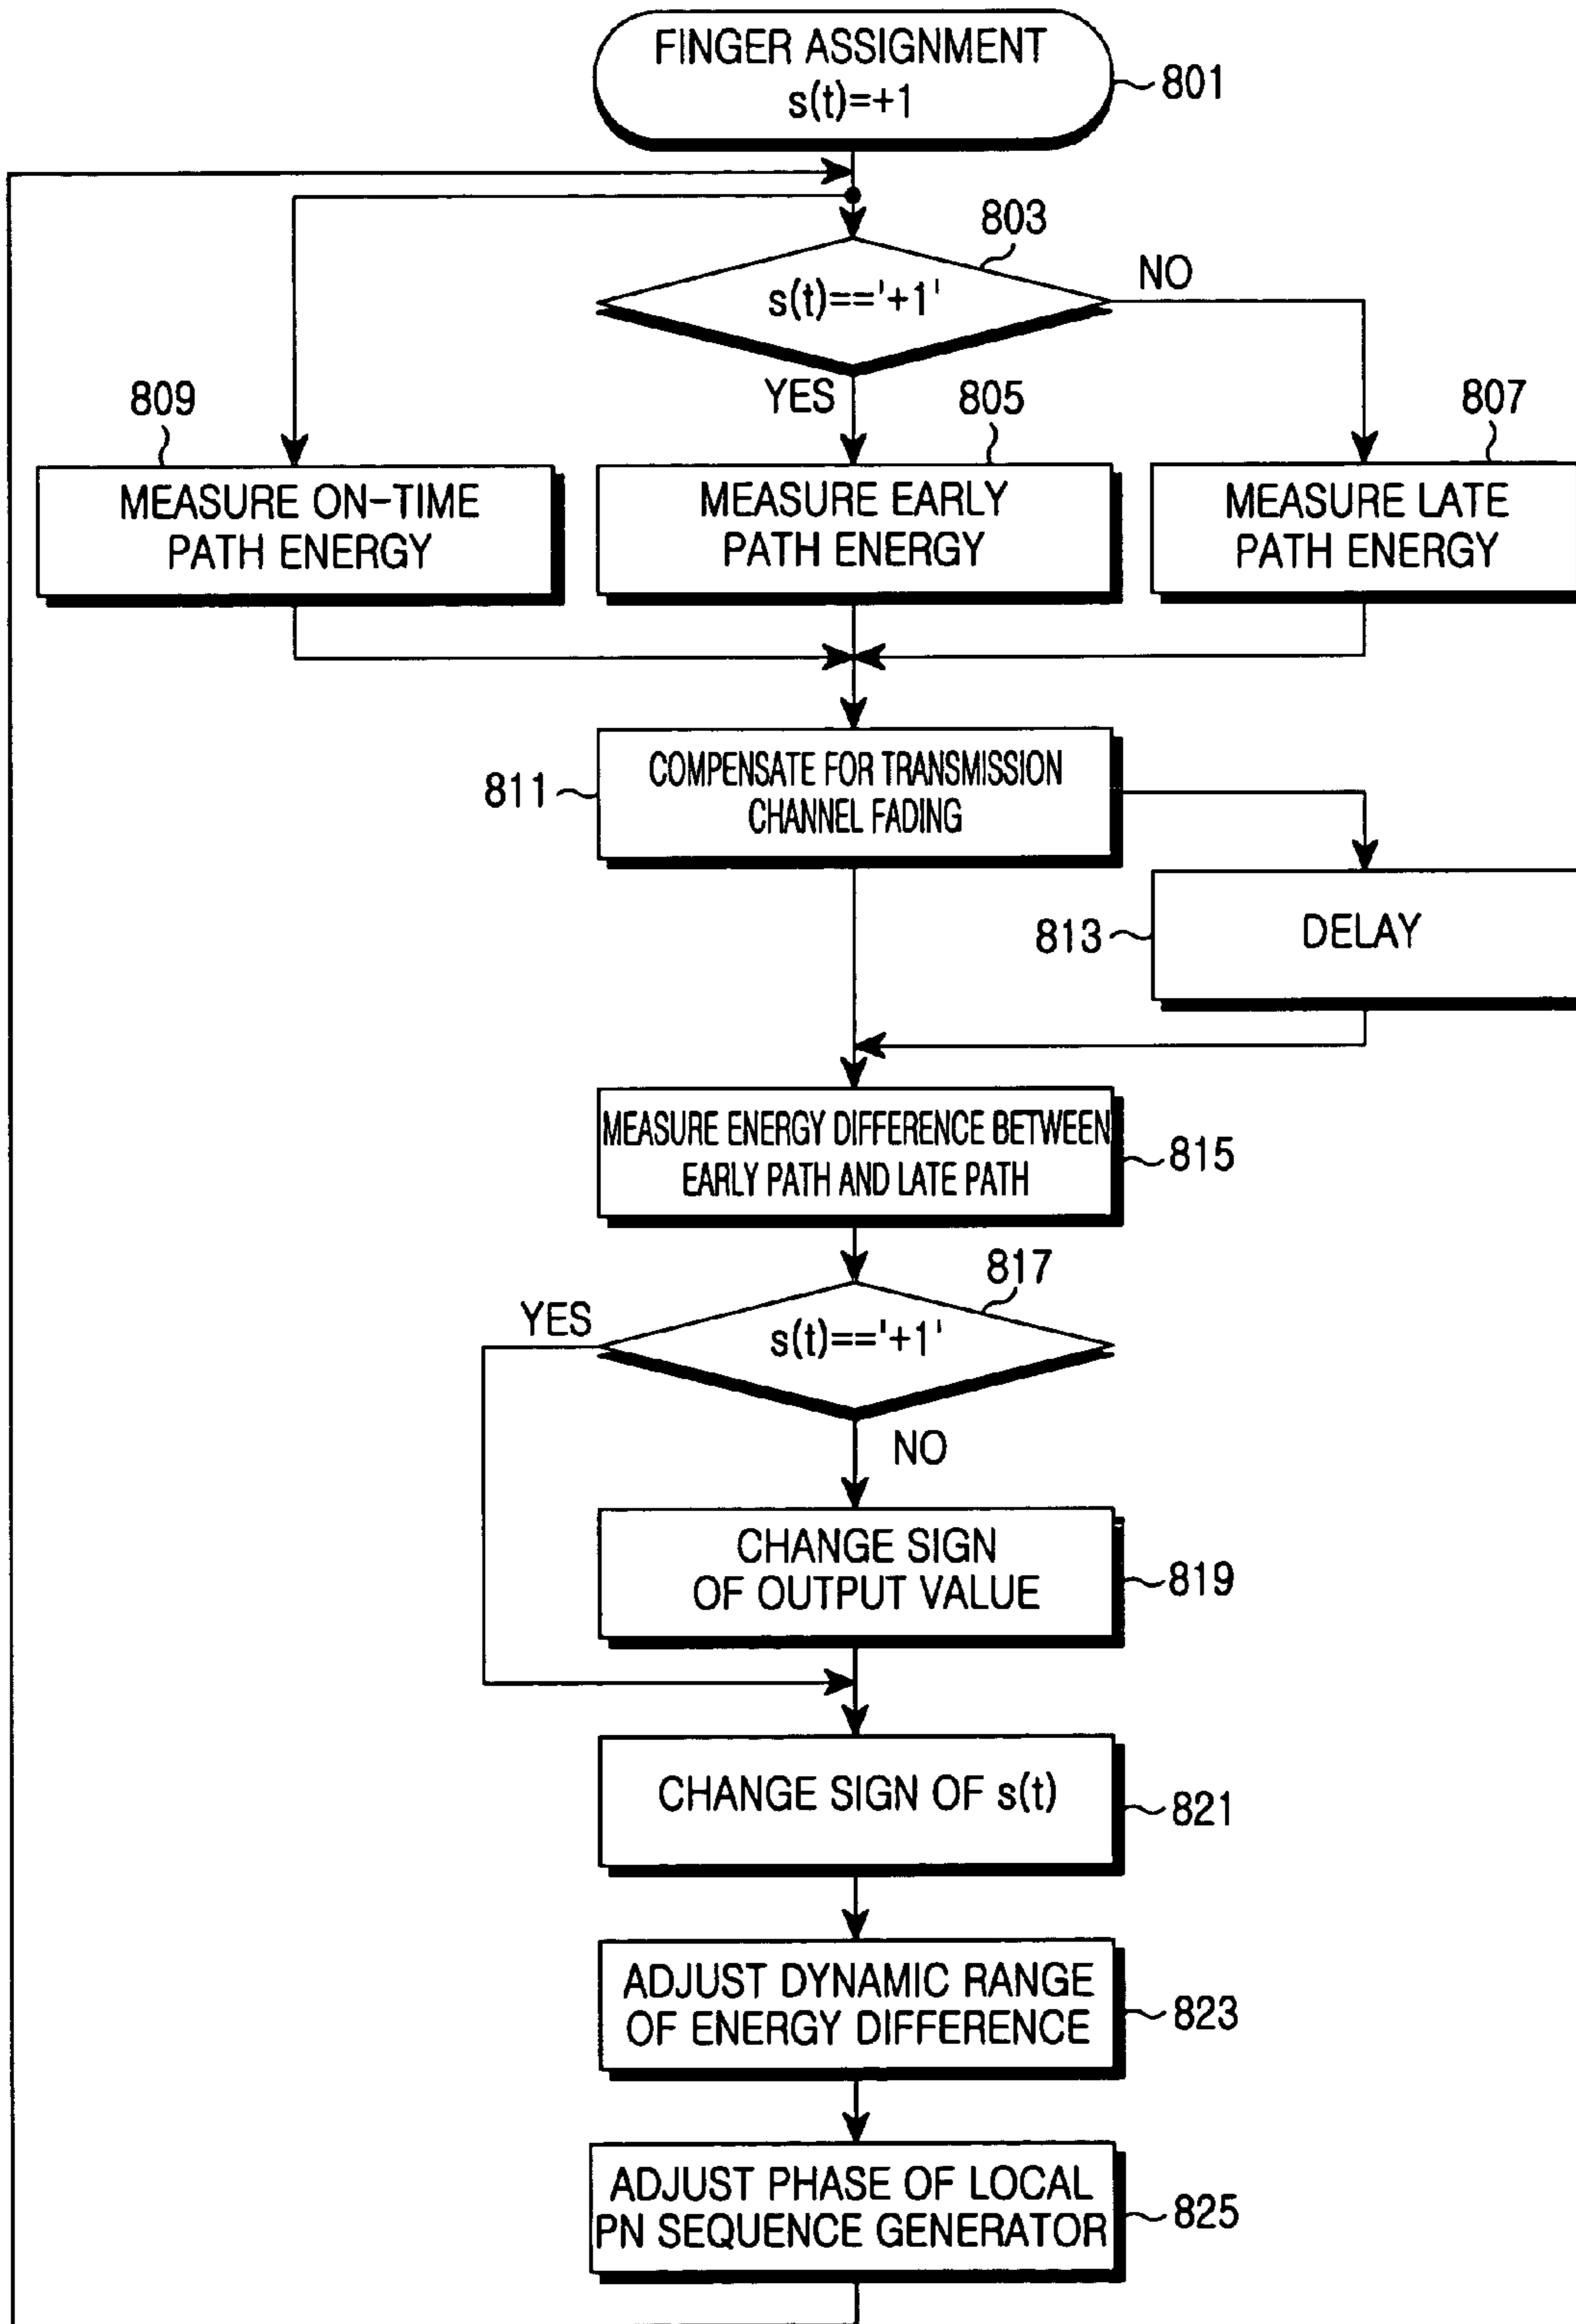 FINGER ASSIGNMENT
s(t)=+1
801
803
s(t)=='+1'
NO
YES
809
805
807
MEASURE ON-TIME
PATH ENERGY
MEASURE EARLY
PATH ENERGY
MEASURE LATE
PATH ENERGY
811
COMPENSATE FOR TRANSMISSION
CHANNEL FADING
813
DELAY
MEASURE ENERGY DIFFERENCE BETWEEN
EARLY PATH AND LATE PATH
815
817
YES
s(t)=='+1'
NO
CHANGE SIGN
OF OUTPUT VALUE
819
CHANGE SIGN OF s(t)
821
ADJUST DYNAMIC RANGE
OF ENERGY DIFFERENCE
823
ADJUST PHASE OF LOCAL
PN SEQUENCE GENERATOR
825